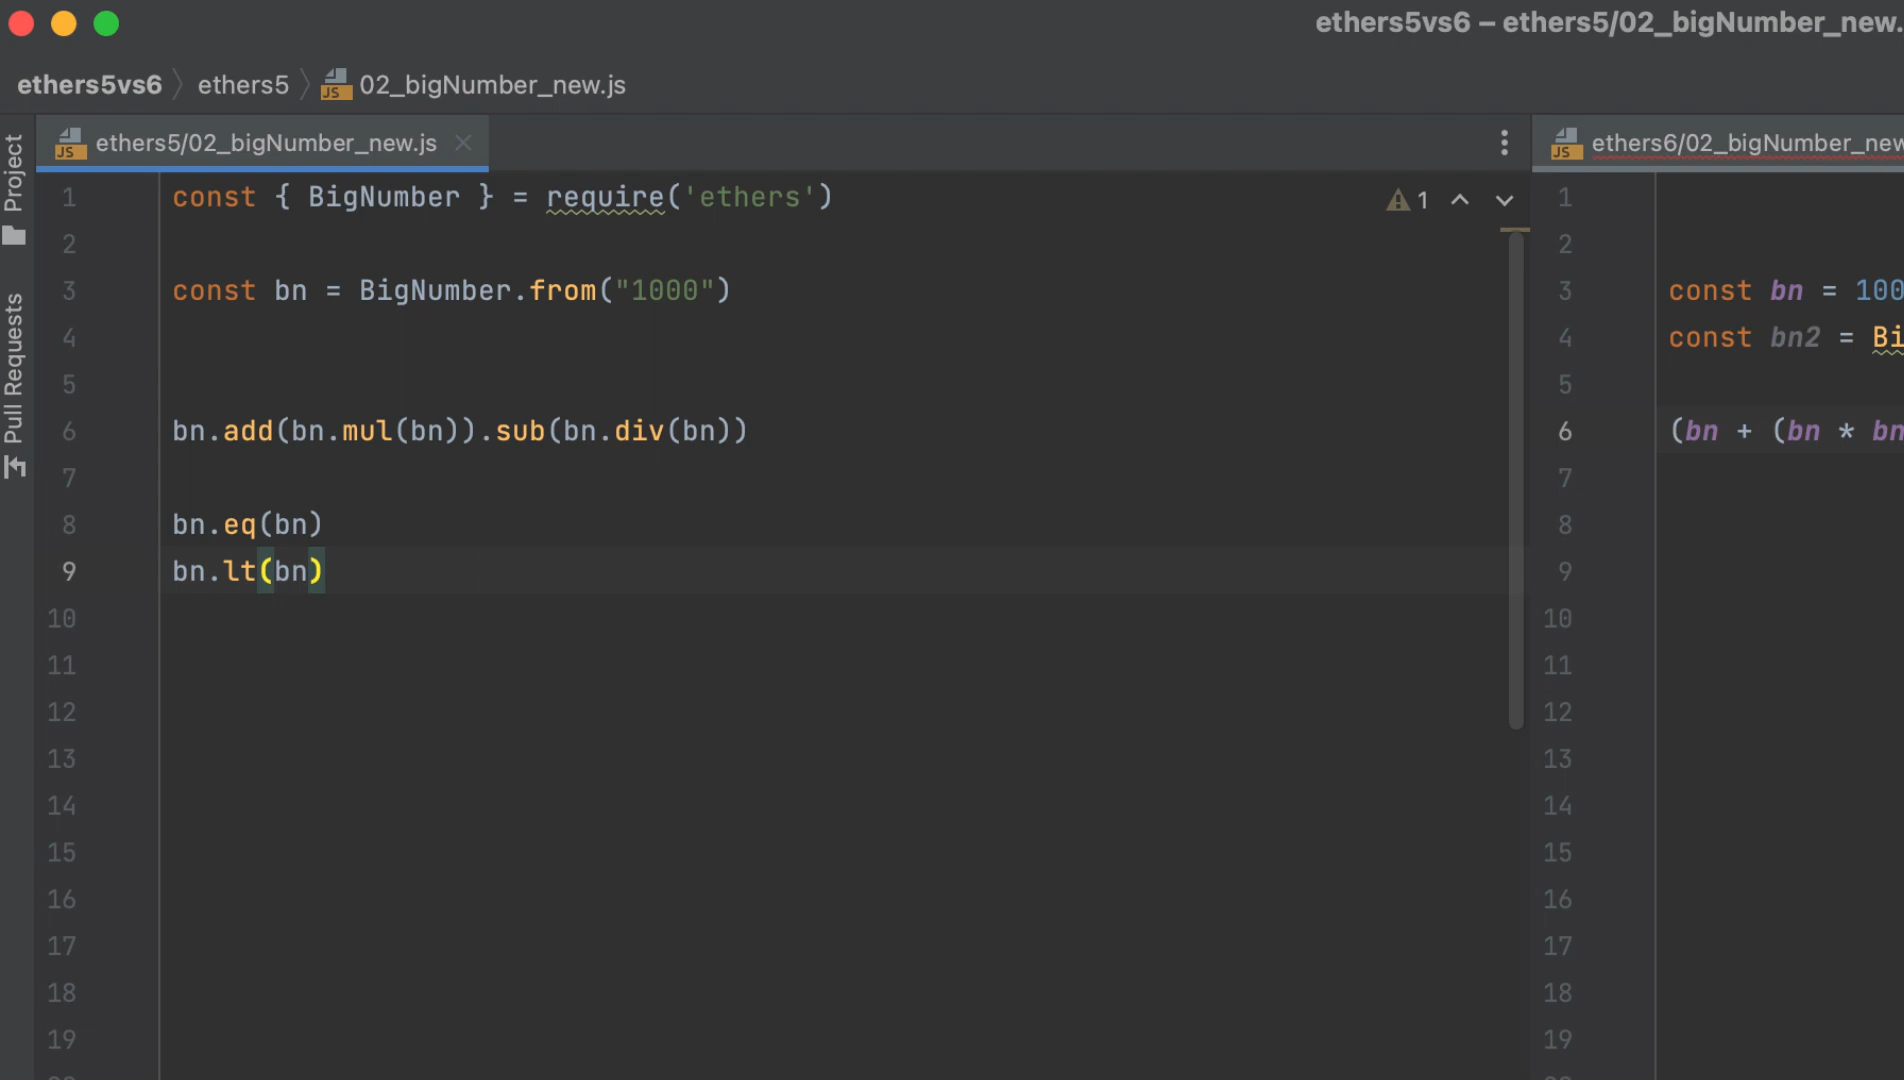 ethers5vs6 – ethers5/02_bigNumber_new.
ethers5vs6 ethers5 JS 02_bigNumber_new.js
Project
Pull Requests
JS ethers5/02_bigNumber_new.js
1 const { BigNumber } = require('ethers')
2
3 const bn = BigNumber.from("1000")
4
5
6 bn.add(bn.mul(bn)).sub(bn.div(bn))
7
8 bn.eq(bn)
9 bn.lt(bn)
10
11
12
13
14
15
16
17
18
19
1
JS ethers6/02_bigNumber_new
1
2
3 const bn = 100
4 const bn2 = Bi
5
6 (bn + (bn * bn
7
8
9
10
11
12
13
14
15
16
17
18
19